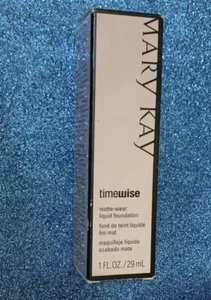 MARY KAY
timewise
matte-wear
liquid foundation
fond de teint liquide
fini mat
maquillaje líquido
acabado mate
1 FL. OZ. / 29 mL